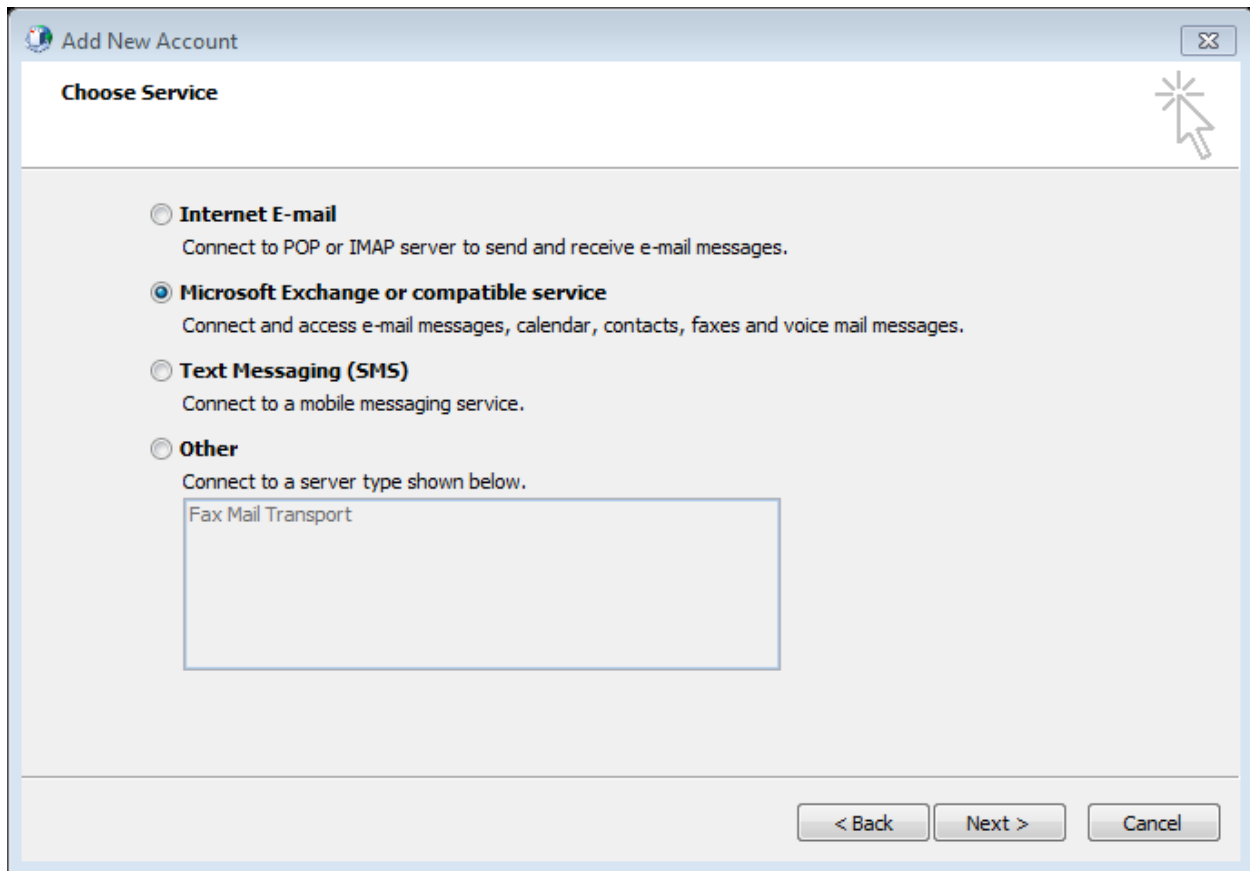 Add New Account
Choose Service
Internet E-mail
Connect to POP or IMAP server to send and receive e-mail messages.
Microsoft Exchange or compatible service
Connect and access e-mail messages, calendar, contacts, faxes and voice mail messages.
Text Messaging (SMS)
Connect to a mobile messaging service.
Other
Connect to a server type shown below.
Fax Mail Transport
< Back Next > Cancel